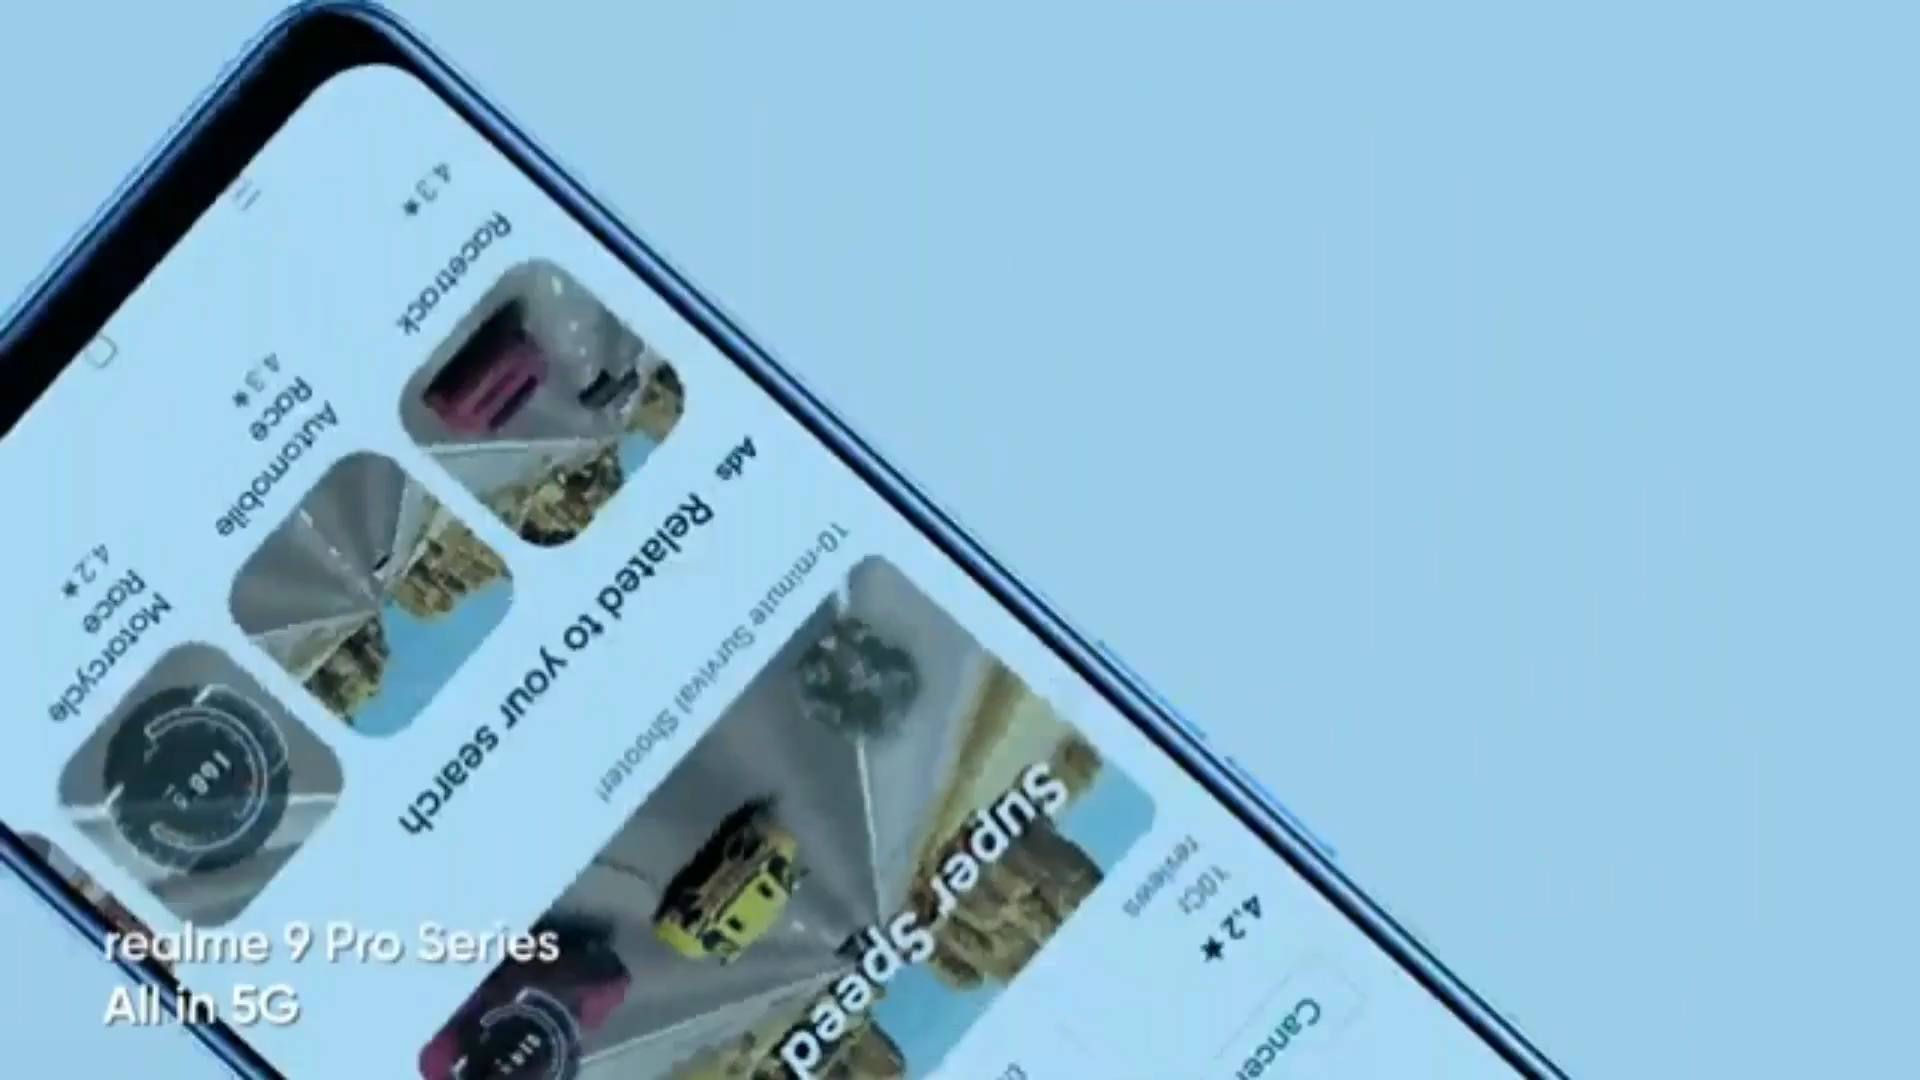 Cancel
4.2★
10Cr
reviews
Super Speed
10-minute Survival Shooter!
Ads · Related to your search
Racetrack
4.3★
Automobile
Race
4.3★
Motorcycle
Race
4.2★
realme 9 Pro Series
All in 5G